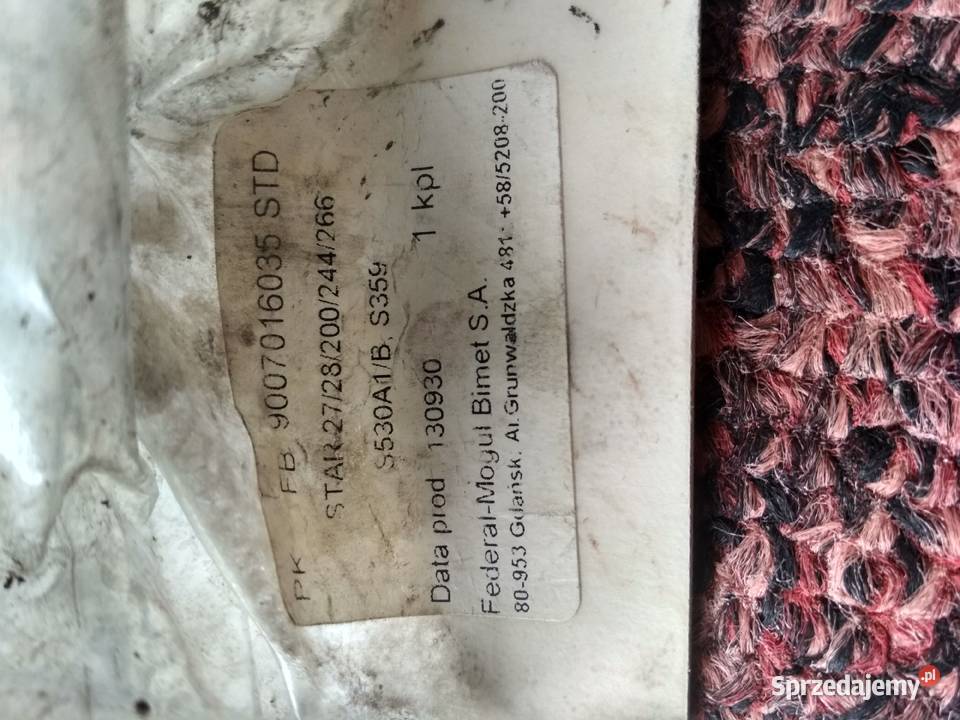 PK FB 9007016035 STD
STAR 27/28/200/244/266
S530A1/B, S359
Data prod. 130930 1 kpl
Federal-Mogul Bimet S.A.
80-953 Gdańsk. Al.Grunwaldzka 481: +58/5208-200
Sprzedajemy.pl